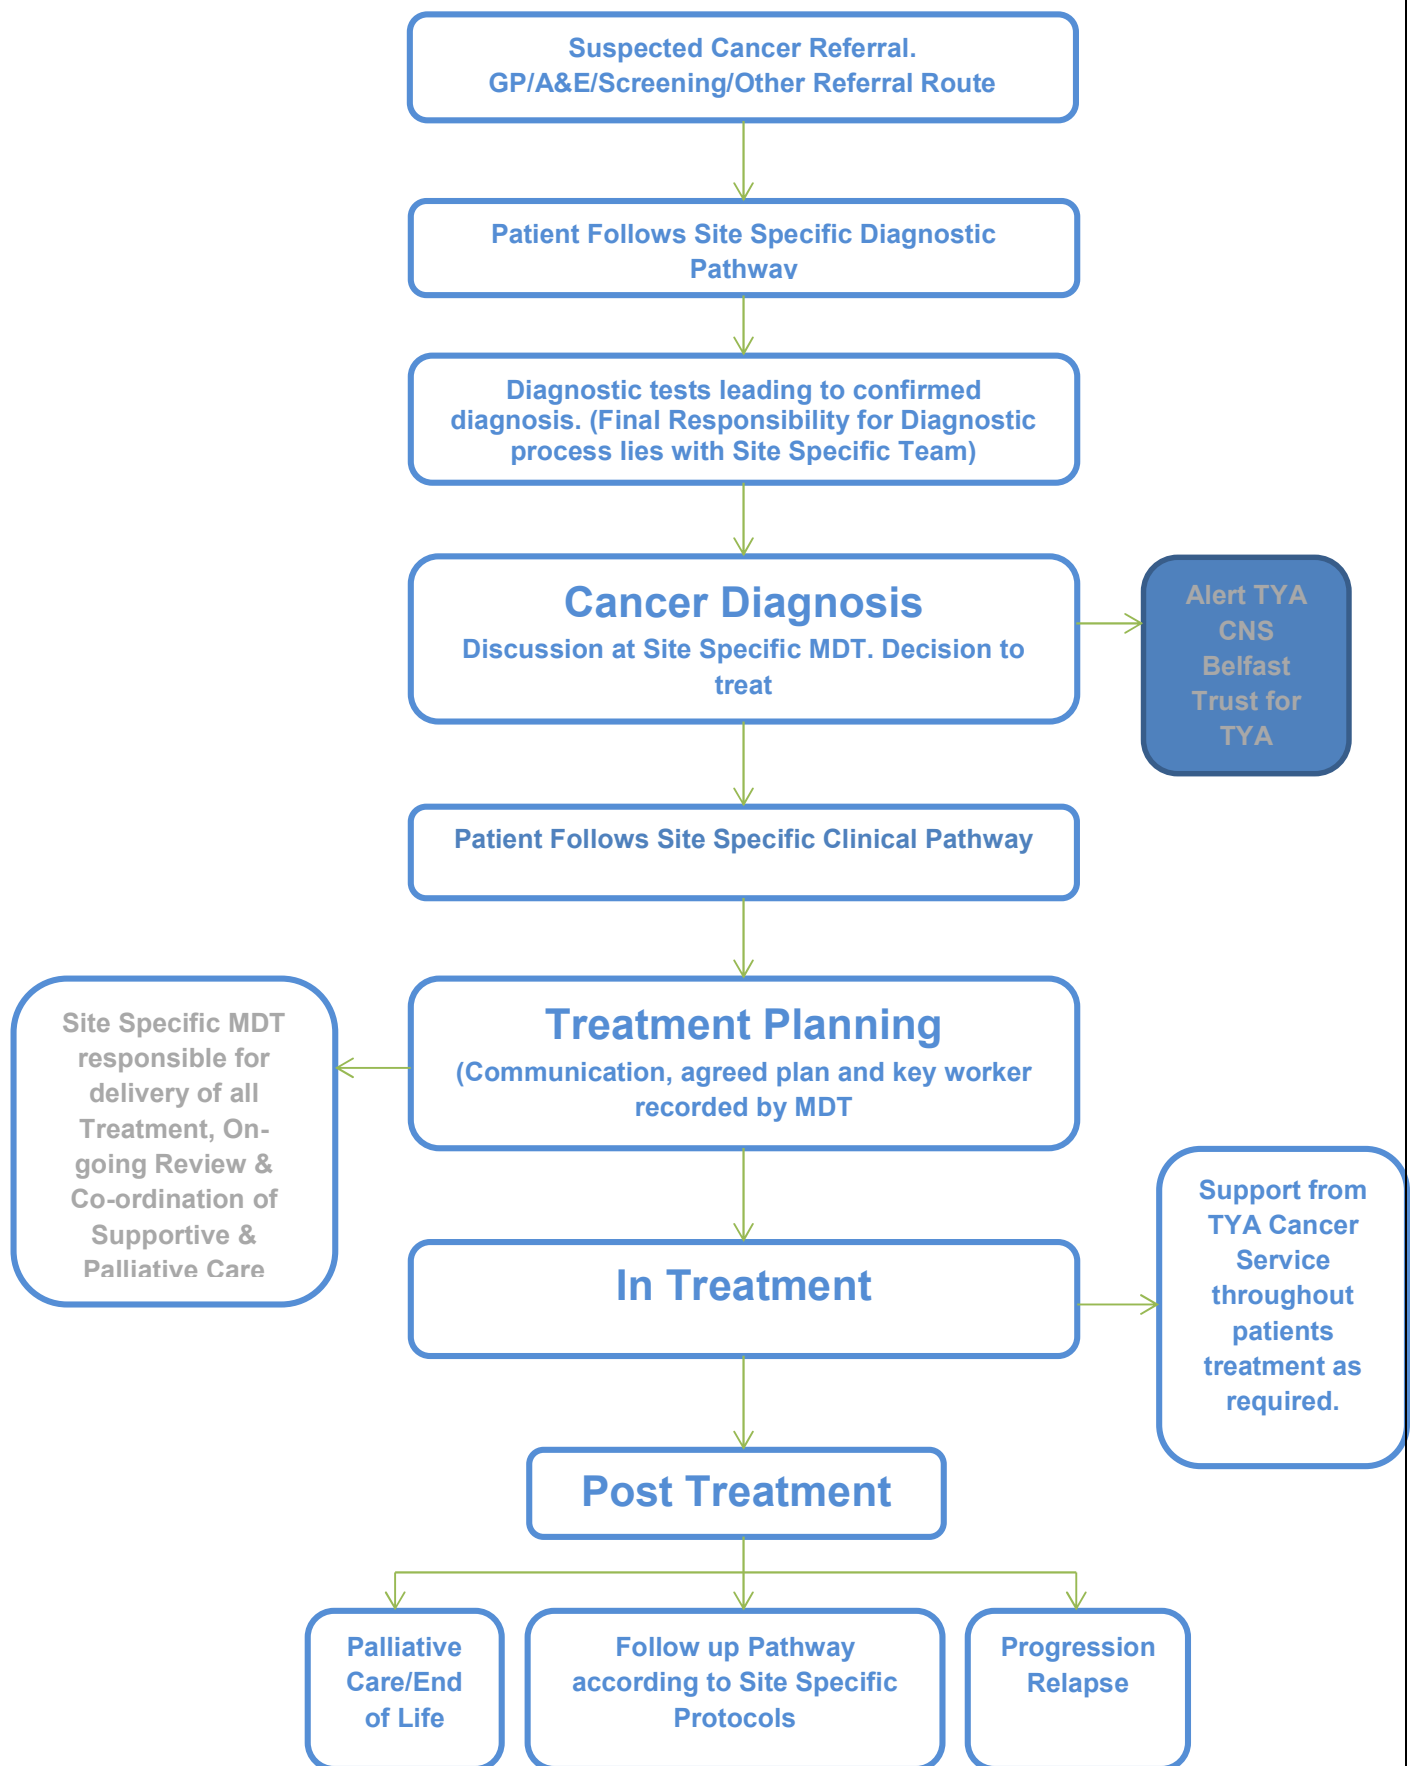 Suspected Cancer Referral.
GP/A&E/Screening/Other Referral Route
Patient Follows Site Specific Diagnostic
Pathway
Diagnostic tests leading to confirmed
diagnosis. (Final Responsibility for Diagnostic
process lies with Site Specific Team)
Cancer Diagnosis
Discussion at Site Specific MDT. Decision to
treat
Alert TYA
CNS
Belfast
Trust for
TYA
Patient Follows Site Specific Clinical Pathway
Treatment Planning
(Communication, agreed plan and key worker
recorded by MDT
Site Specific MDT
responsible for
delivery of all
Treatment, On-
going Review &
Co-ordination of
Supportive &
Palliative Care
In Treatment
Support from
TYA Cancer
Service
throughout
patients
treatment as
required.
Post Treatment
Palliative
Care/End
of Life
Follow up Pathway
according to Site Specific
Protocols
Progression
Relapse